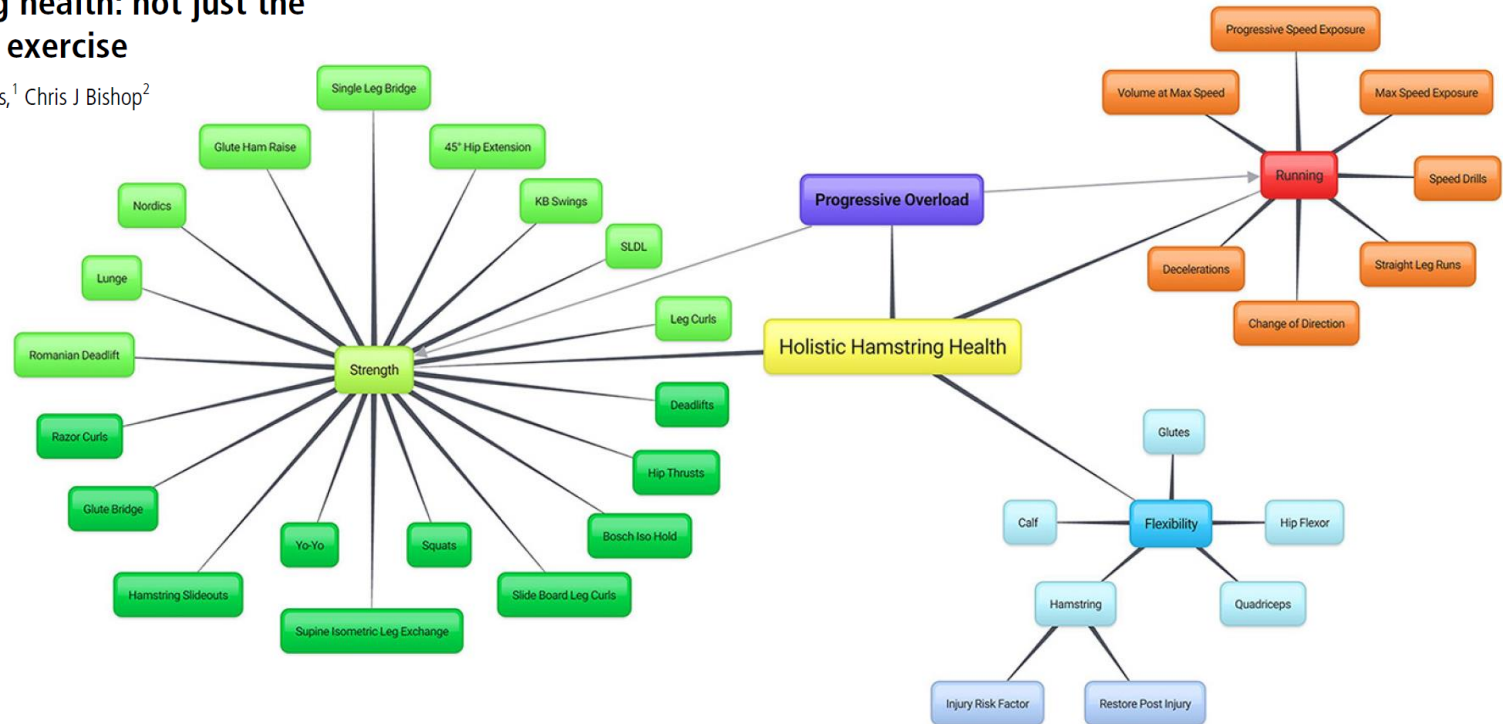 health: not just the
exercise
Chris J Bishop2
Single Leg Bridge
Glute Ham Raise
45° Hip Extension
Nordics
KB Swings
SLDL
Lunge
Leg Curls
Romanian Deadlift
Strength
Deadlifts
Razor Curls
Hip Thrusts
Glute Bridge
Yo-Yo
Squats
Bosch Iso Hold
Hamstring Slideouts
Slide Board Leg Curls
Supine Isometric Leg Exchange
Progressive Overload
Holistic Hamstring Health
Progressive Speed Exposure
Volume at Max Speed
Max Speed Exposure
Running
Speed Drills
Decelerations
Straight Leg Runs
Change of Direction
Glutes
Calf
Flexibility
Hip Flexor
Hamstring
Quadriceps
Injury Risk Factor
Restore Post Injury